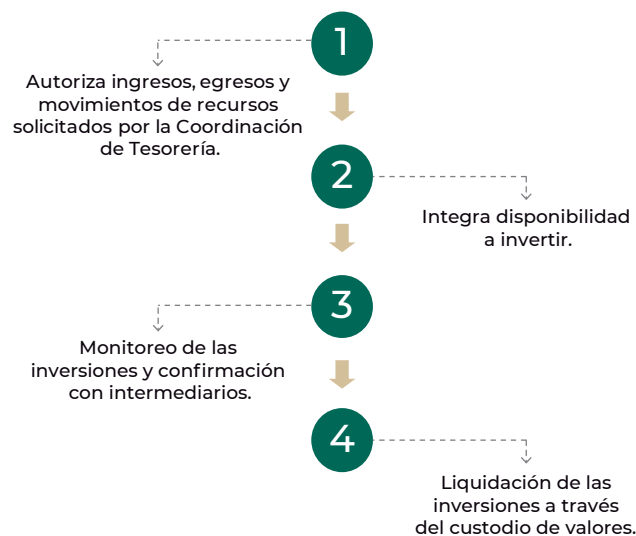 1
Autoriza ingresos, egresos y
movimientos de recursos
solicitados por la Coordinación
de Tesorería.
2
Integra disponibilidad
a invertir.
3
Monitoreo de las
inversiones y confirmación
con intermediarios.
4
Liquidación de las
inversiones a través
del custodio de valores.